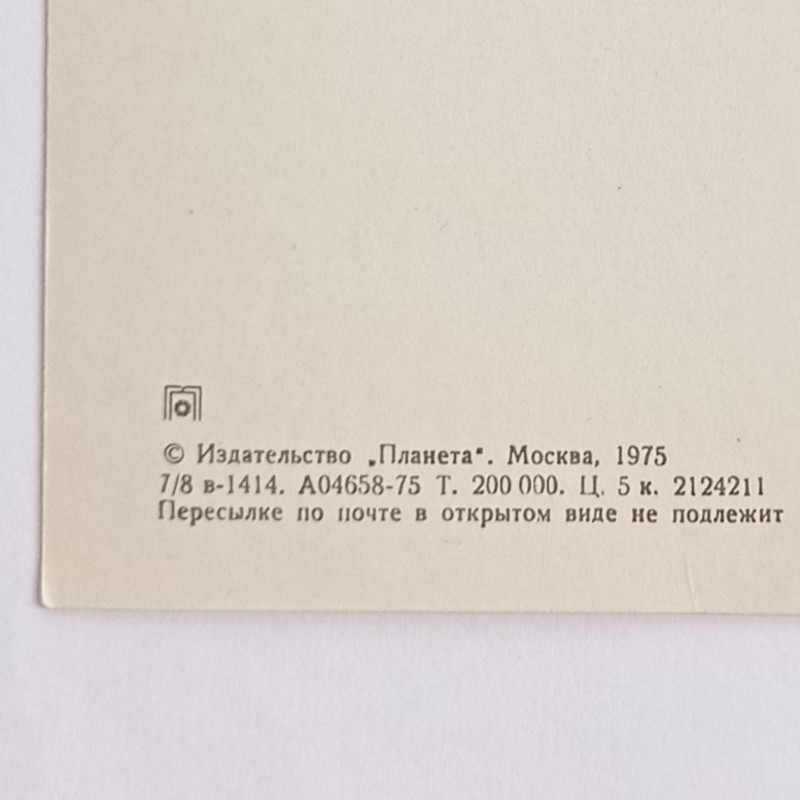 © Издательство „Планета“. Москва, 1975
7/8 в-1414. А04658-75 Т. 200 000. Ц. 5 к. 2124211
Пересылке по почте в открытом виде не подлежит